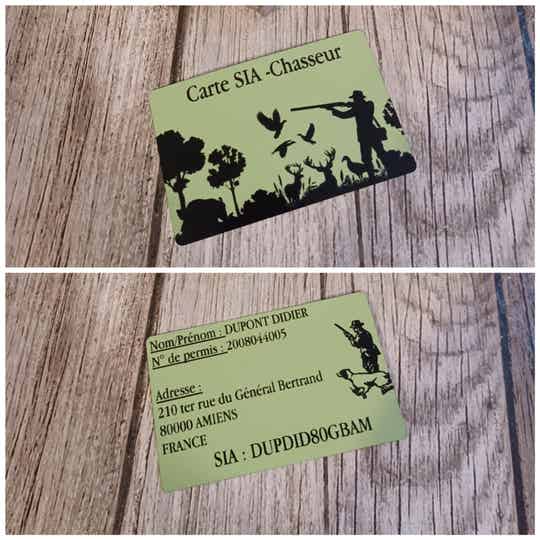 Carte SIA -Chasseur
Nom/Prénom : DUPONT DIDIER
N° de permis : 2008044005
Adresse :
210 ter rue du Général Bertrand
80000 AMIENS
FRANCE
SIA : DUPDID80GBAM